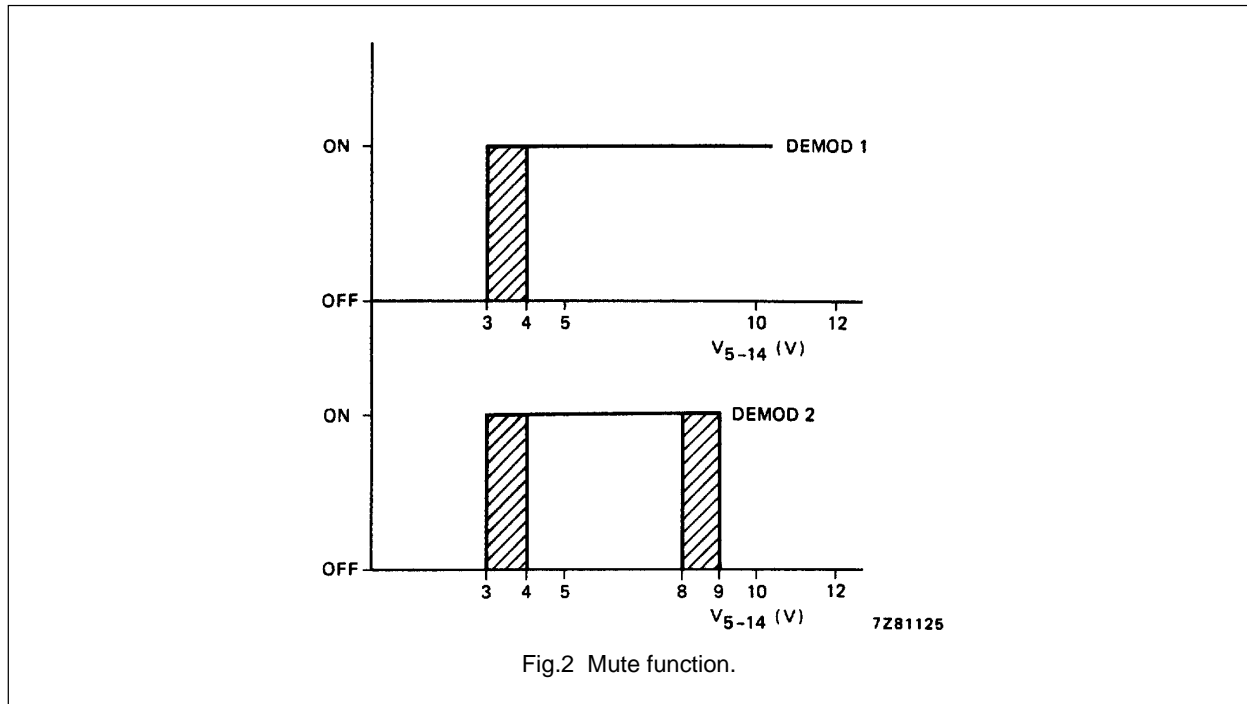 ON
DEMOD 1
OFF
3 4 5 10 12
V5-14 (V)
ON
DEMOD 2
OFF
3 4 5 8 9 10 12
V5-14 (V)
7Z81125
Fig.2 Mute function.